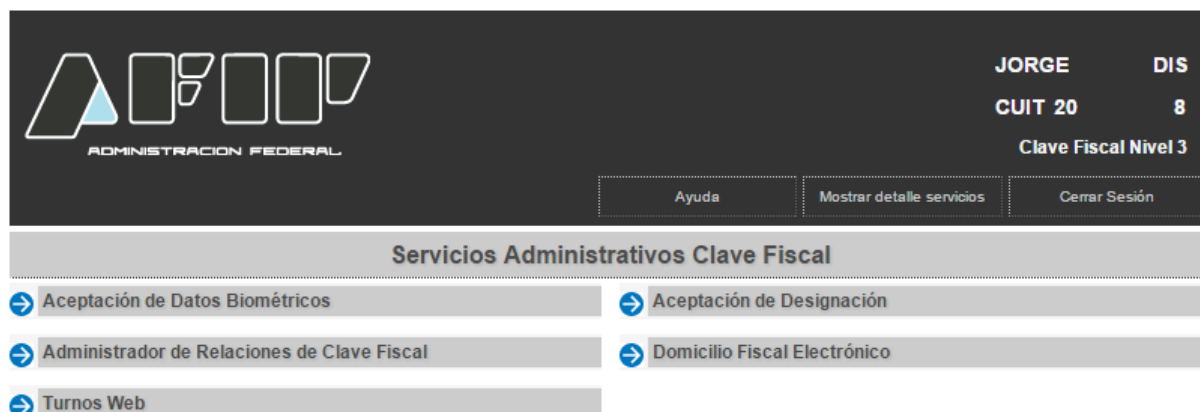 AFIP
ADMINISTRACION FEDERAL
JORGE DIS
CUIT 20 8
Clave Fiscal Nivel 3
Ayuda Mostrar detalle servicios Cerrar Sesión
Servicios Administrativos Clave Fiscal
Aceptación de Datos Biométricos Aceptación de Designación
Administrador de Relaciones de Clave Fiscal Domicilio Fiscal Electrónico
Turnos Web